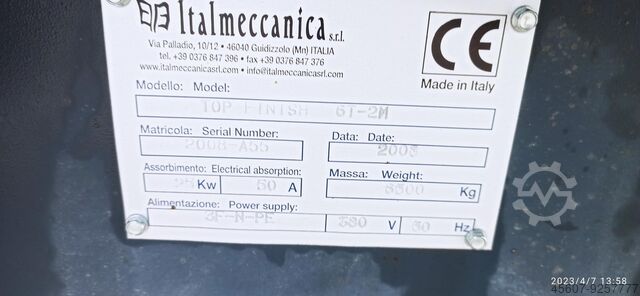 Italmeccanica s.r.l.
Via Palladio, 10/12 • 46040 Guidizzolo (Mn) ITALIA
tel. +39 0376 847 396 • fax +39 0376 847 376
www.italmeccanicasrl.com • info@italmeccanicasrl.com
CE
Made in Italy
Modello: Model:
TOP FINISH 6T-2M
Matricola: Serial Number:
Data: Date:
2008-A55
Assorbimento: Electrical absorption:
Massa: Weight:
Kw
50 A
Kg
Alimentazione: Power supply:
3F-N-PE
380 V
Hz
2023/4/7 13:58
45607-9257777